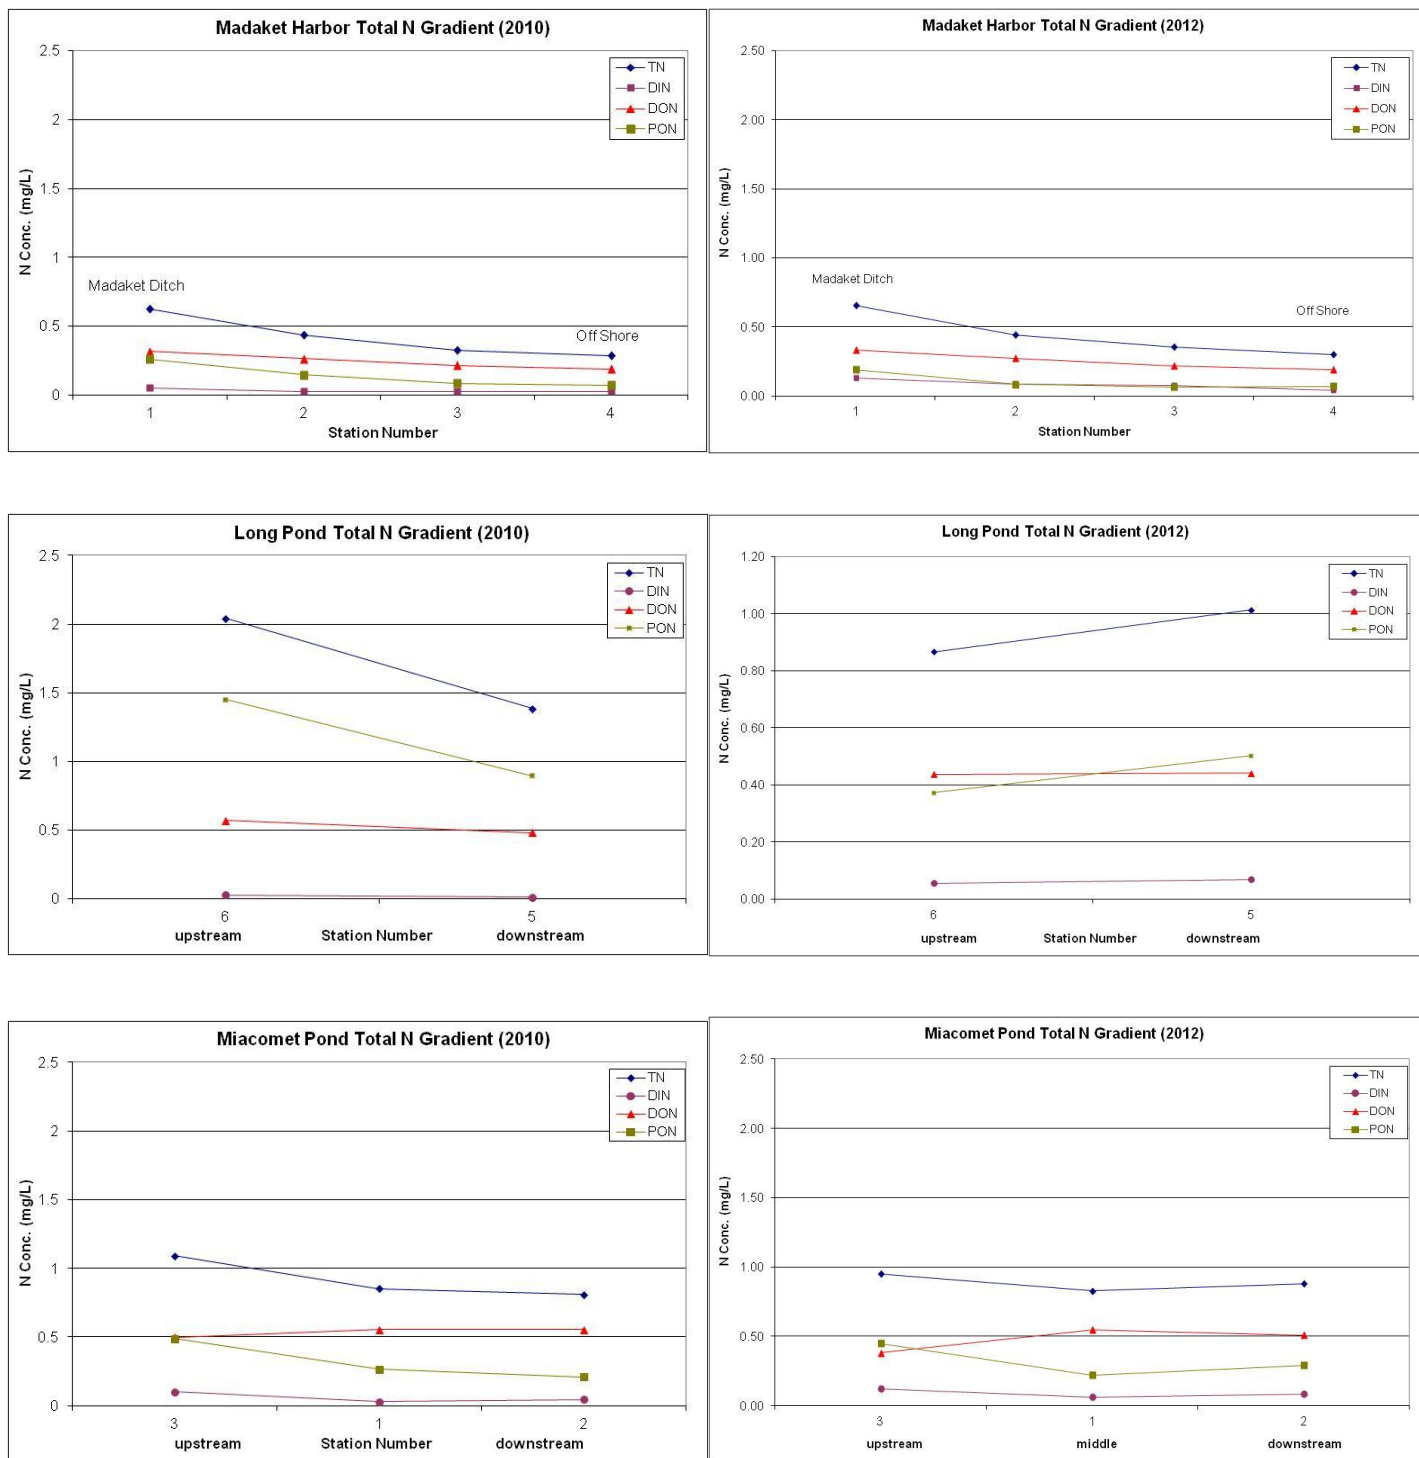 Madaket Harbor Total N Gradient (2010)
2.5
2
1.5
1
0.5
0
N Conc. (mg/L)
TN
DIN
DON
PON
Madaket Ditch
Off Shore
1 2 3 4
Station Number
Madaket Harbor Total N Gradient (2012)
2.50
2.00
1.50
1.00
0.50
0.00
N Conc. (mg/L)
TN
DIN
DON
PON
Madaket Ditch
Off Shore
1 2 3 4
Station Number
Long Pond Total N Gradient (2010)
2.5
2
1.5
1
0.5
0
N Conc. (mg/L)
TN
DIN
DON
PON
6 5
upstream Station Number downstream
Long Pond Total N Gradient (2012)
1.20
1.00
0.80
0.60
0.40
0.20
0.00
N Conc. (mg/L)
TN
DIN
DON
PON
6 5
upstream Station Number downstream
Miacomet Pond Total N Gradient (2010)
2.5
2
1.5
1
0.5
0
N Conc. (mg/L)
TN
DIN
DON
PON
3 1 2
upstream Station Number downstream
Miacomet Pond Total N Gradient (2012)
2.50
2.00
1.50
1.00
0.50
0.00
N Conc. (mg/L)
TN
DIN
DON
PON
3 1 2
upstream middle downstream